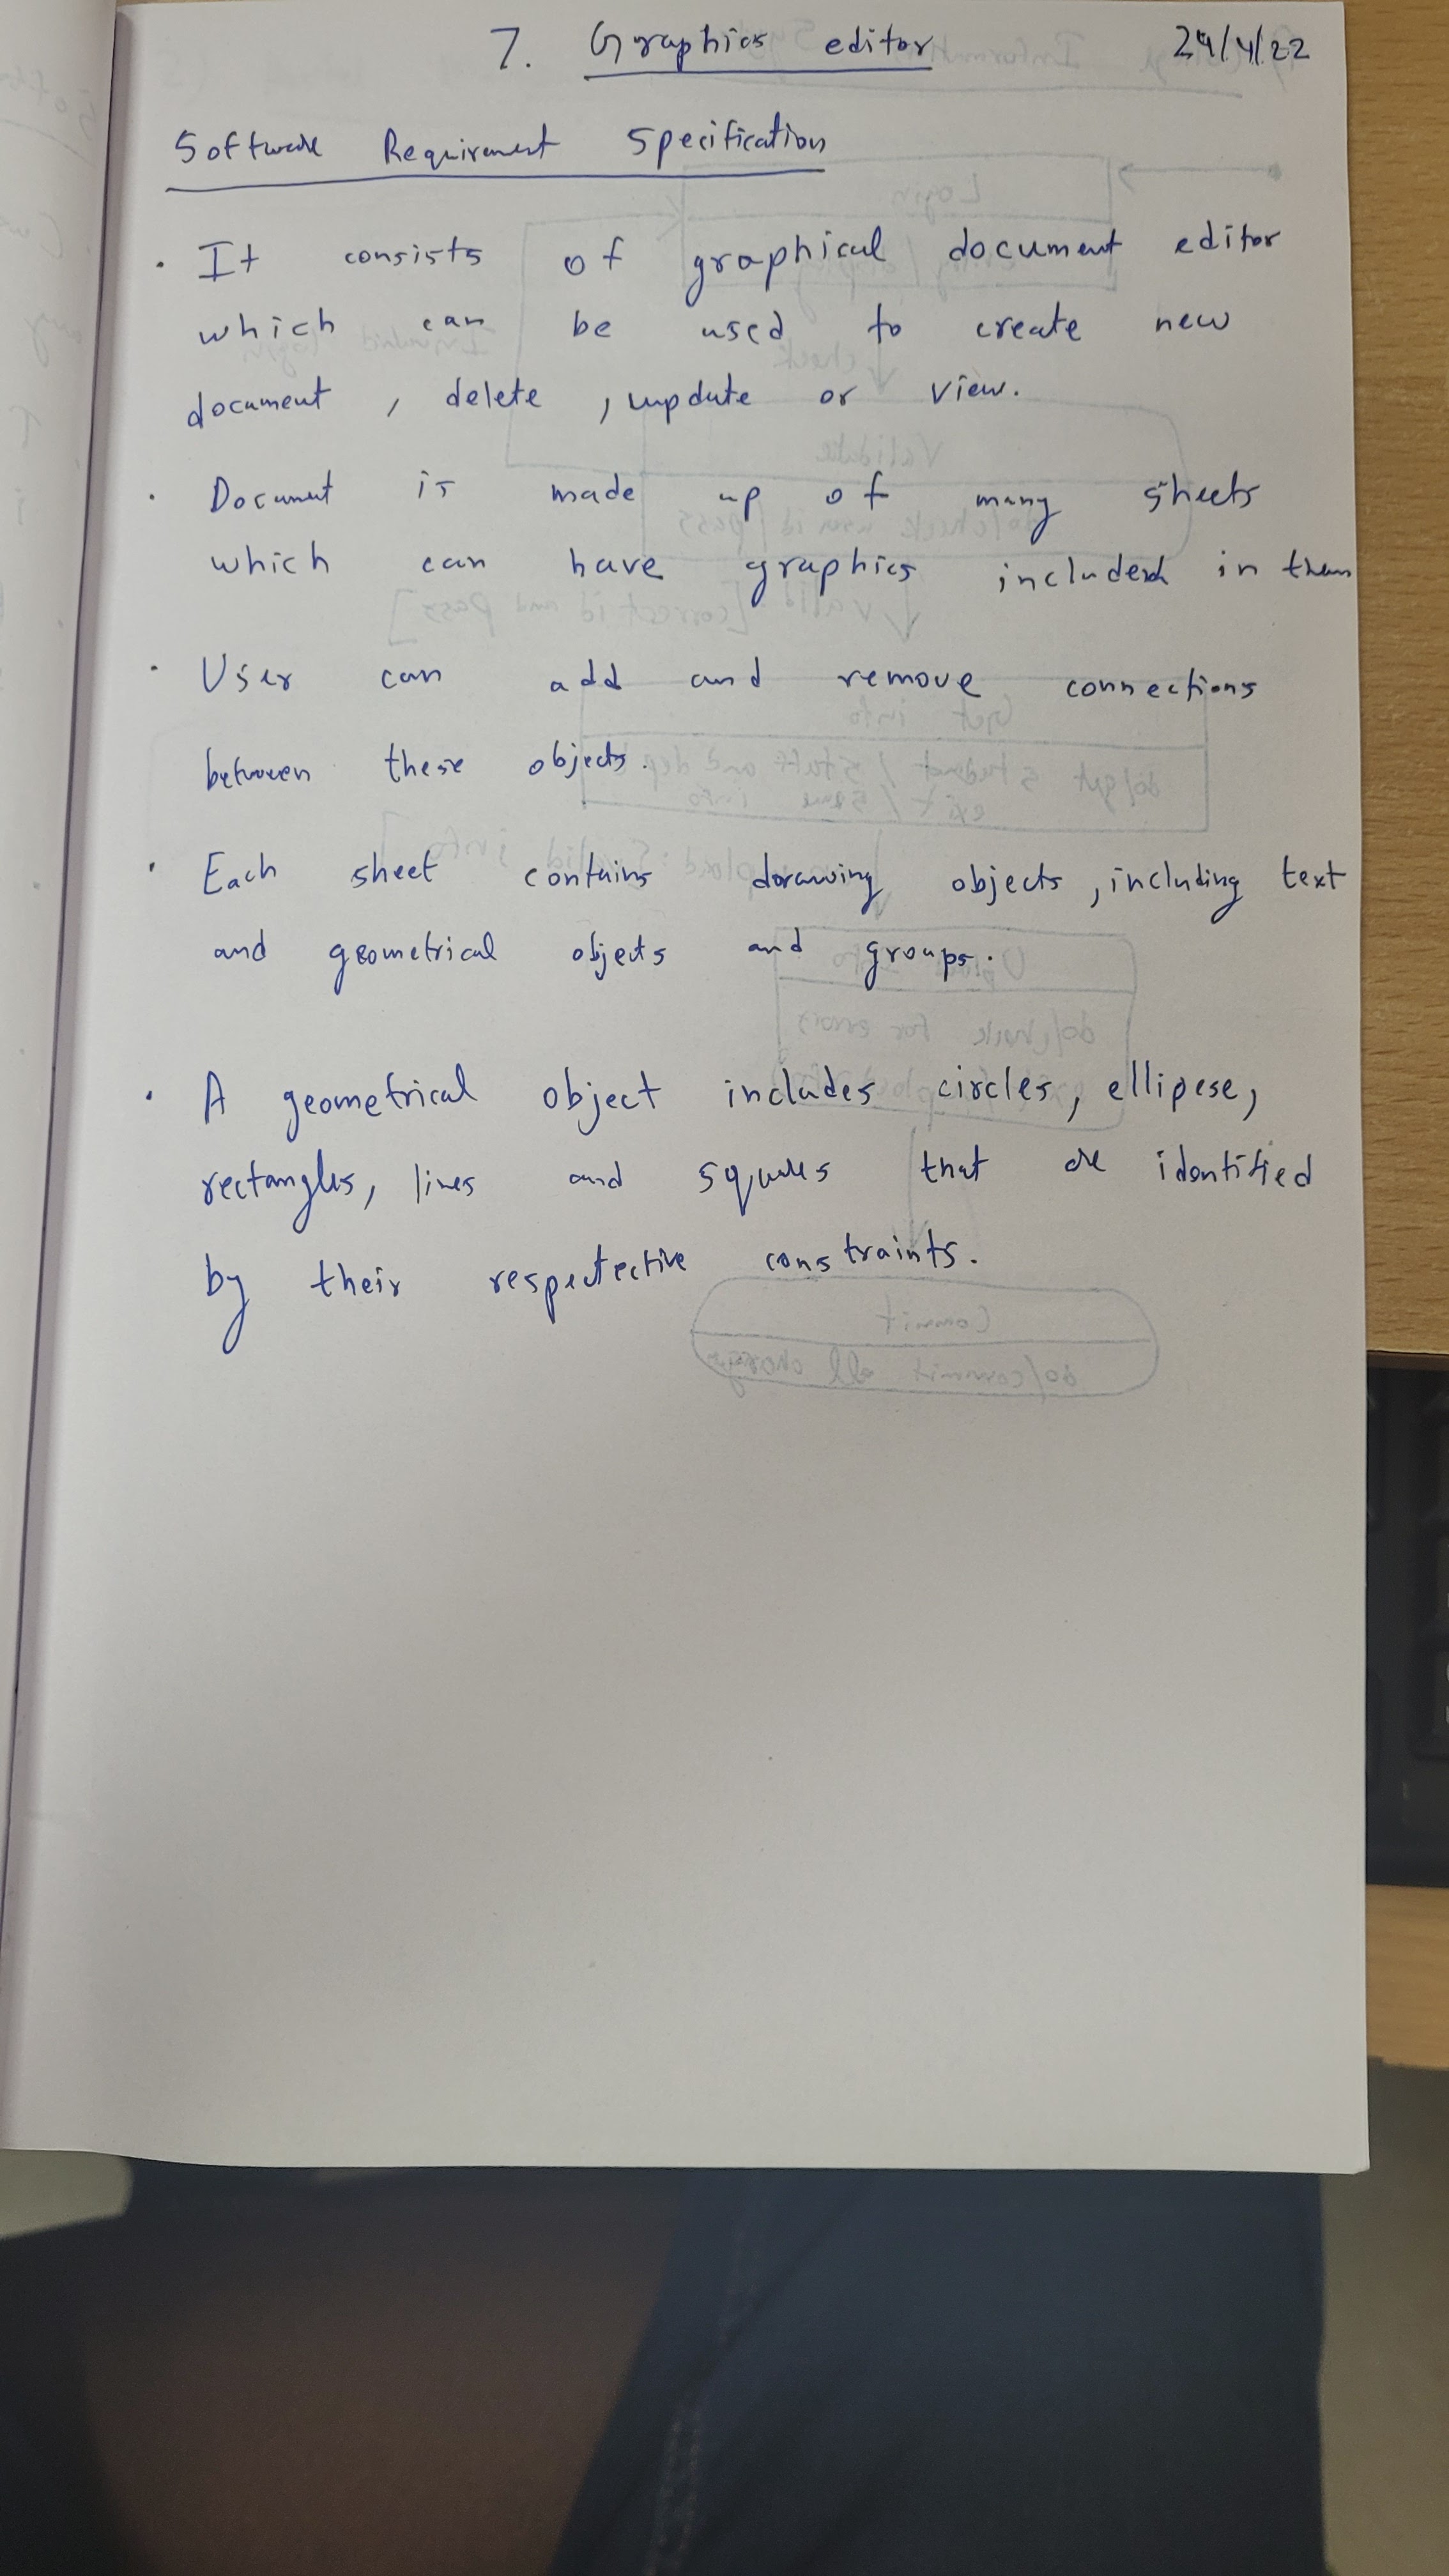 7. Graphics editor 24/4/22
Software Requirement Specification
. It consists of graphical document editor
which can be used to create new
document, delete, update or view.
. Document is made up of many sheets
which can have graphics included in them
. User can add and remove connections
between these objects.
. Each sheet contains drawing objects, including text
and geometrical objects and groups.
. A geometrical object includes circles, ellipese,
rectangles, lines and squares that are identified
by their respectective constraints.